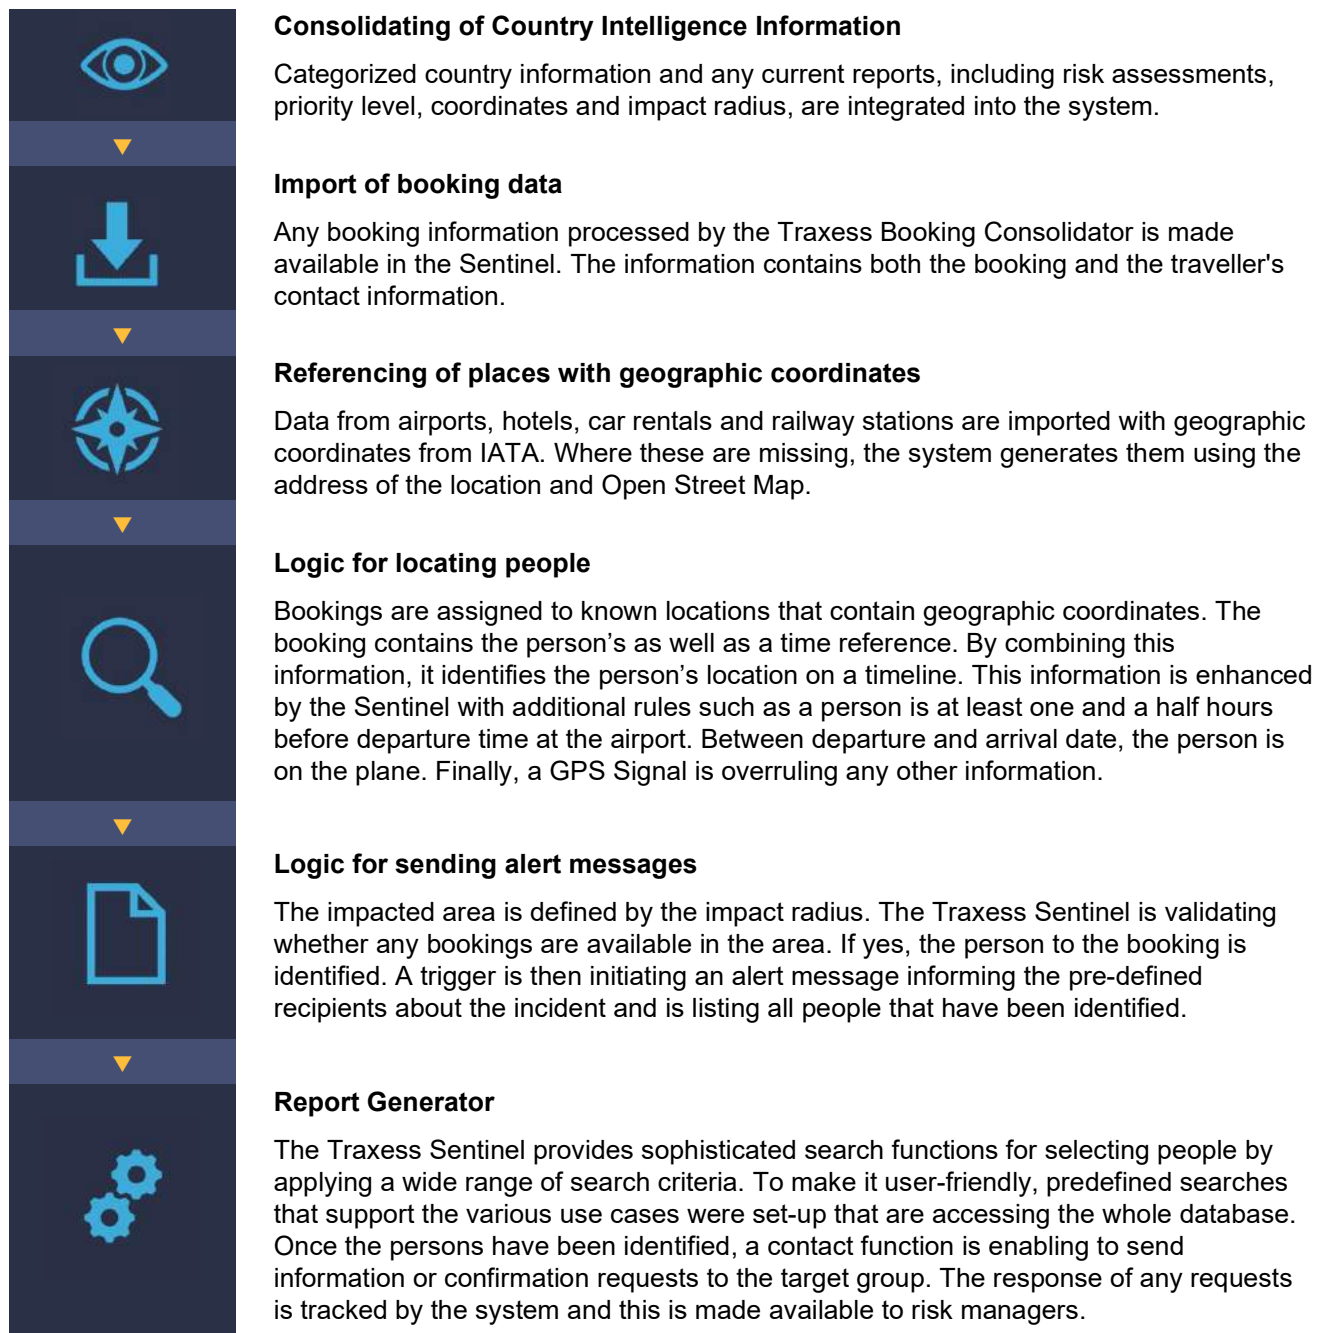 Consolidating of Country Intelligence Information
Categorized country information and any current reports, including risk assessments,
priority level, coordinates and impact radius, are integrated into the system.
Import of booking data
Any booking information processed by the Traxess Booking Consolidator is made
available in the Sentinel. The information contains both the booking and the traveller's
contact information.
Referencing of places with geographic coordinates
Data from airports, hotels, car rentals and railway stations are imported with geographic
coordinates from IATA. Where these are missing, the system generates them using the
address of the location and Open Street Map.
Logic for locating people
Bookings are assigned to known locations that contain geographic coordinates. The
booking contains the person’s as well as a time reference. By combining this
information, it identifies the person’s location on a timeline. This information is enhanced
by the Sentinel with additional rules such as a person is at least one and a half hours
before departure time at the airport. Between departure and arrival date, the person is
on the plane. Finally, a GPS Signal is overruling any other information.
Logic for sending alert messages
The impacted area is defined by the impact radius. The Traxess Sentinel is validating
whether any bookings are available in the area. If yes, the person to the booking is
identified. A trigger is then initiating an alert message informing the pre-defined
recipients about the incident and is listing all people that have been identified.
Report Generator
The Traxess Sentinel provides sophisticated search functions for selecting people by
applying a wide range of search criteria. To make it user-friendly, predefined searches
that support the various use cases were set-up that are accessing the whole database.
Once the persons have been identified, a contact function is enabling to send
information or confirmation requests to the target group. The response of any requests
is tracked by the system and this is made available to risk managers.